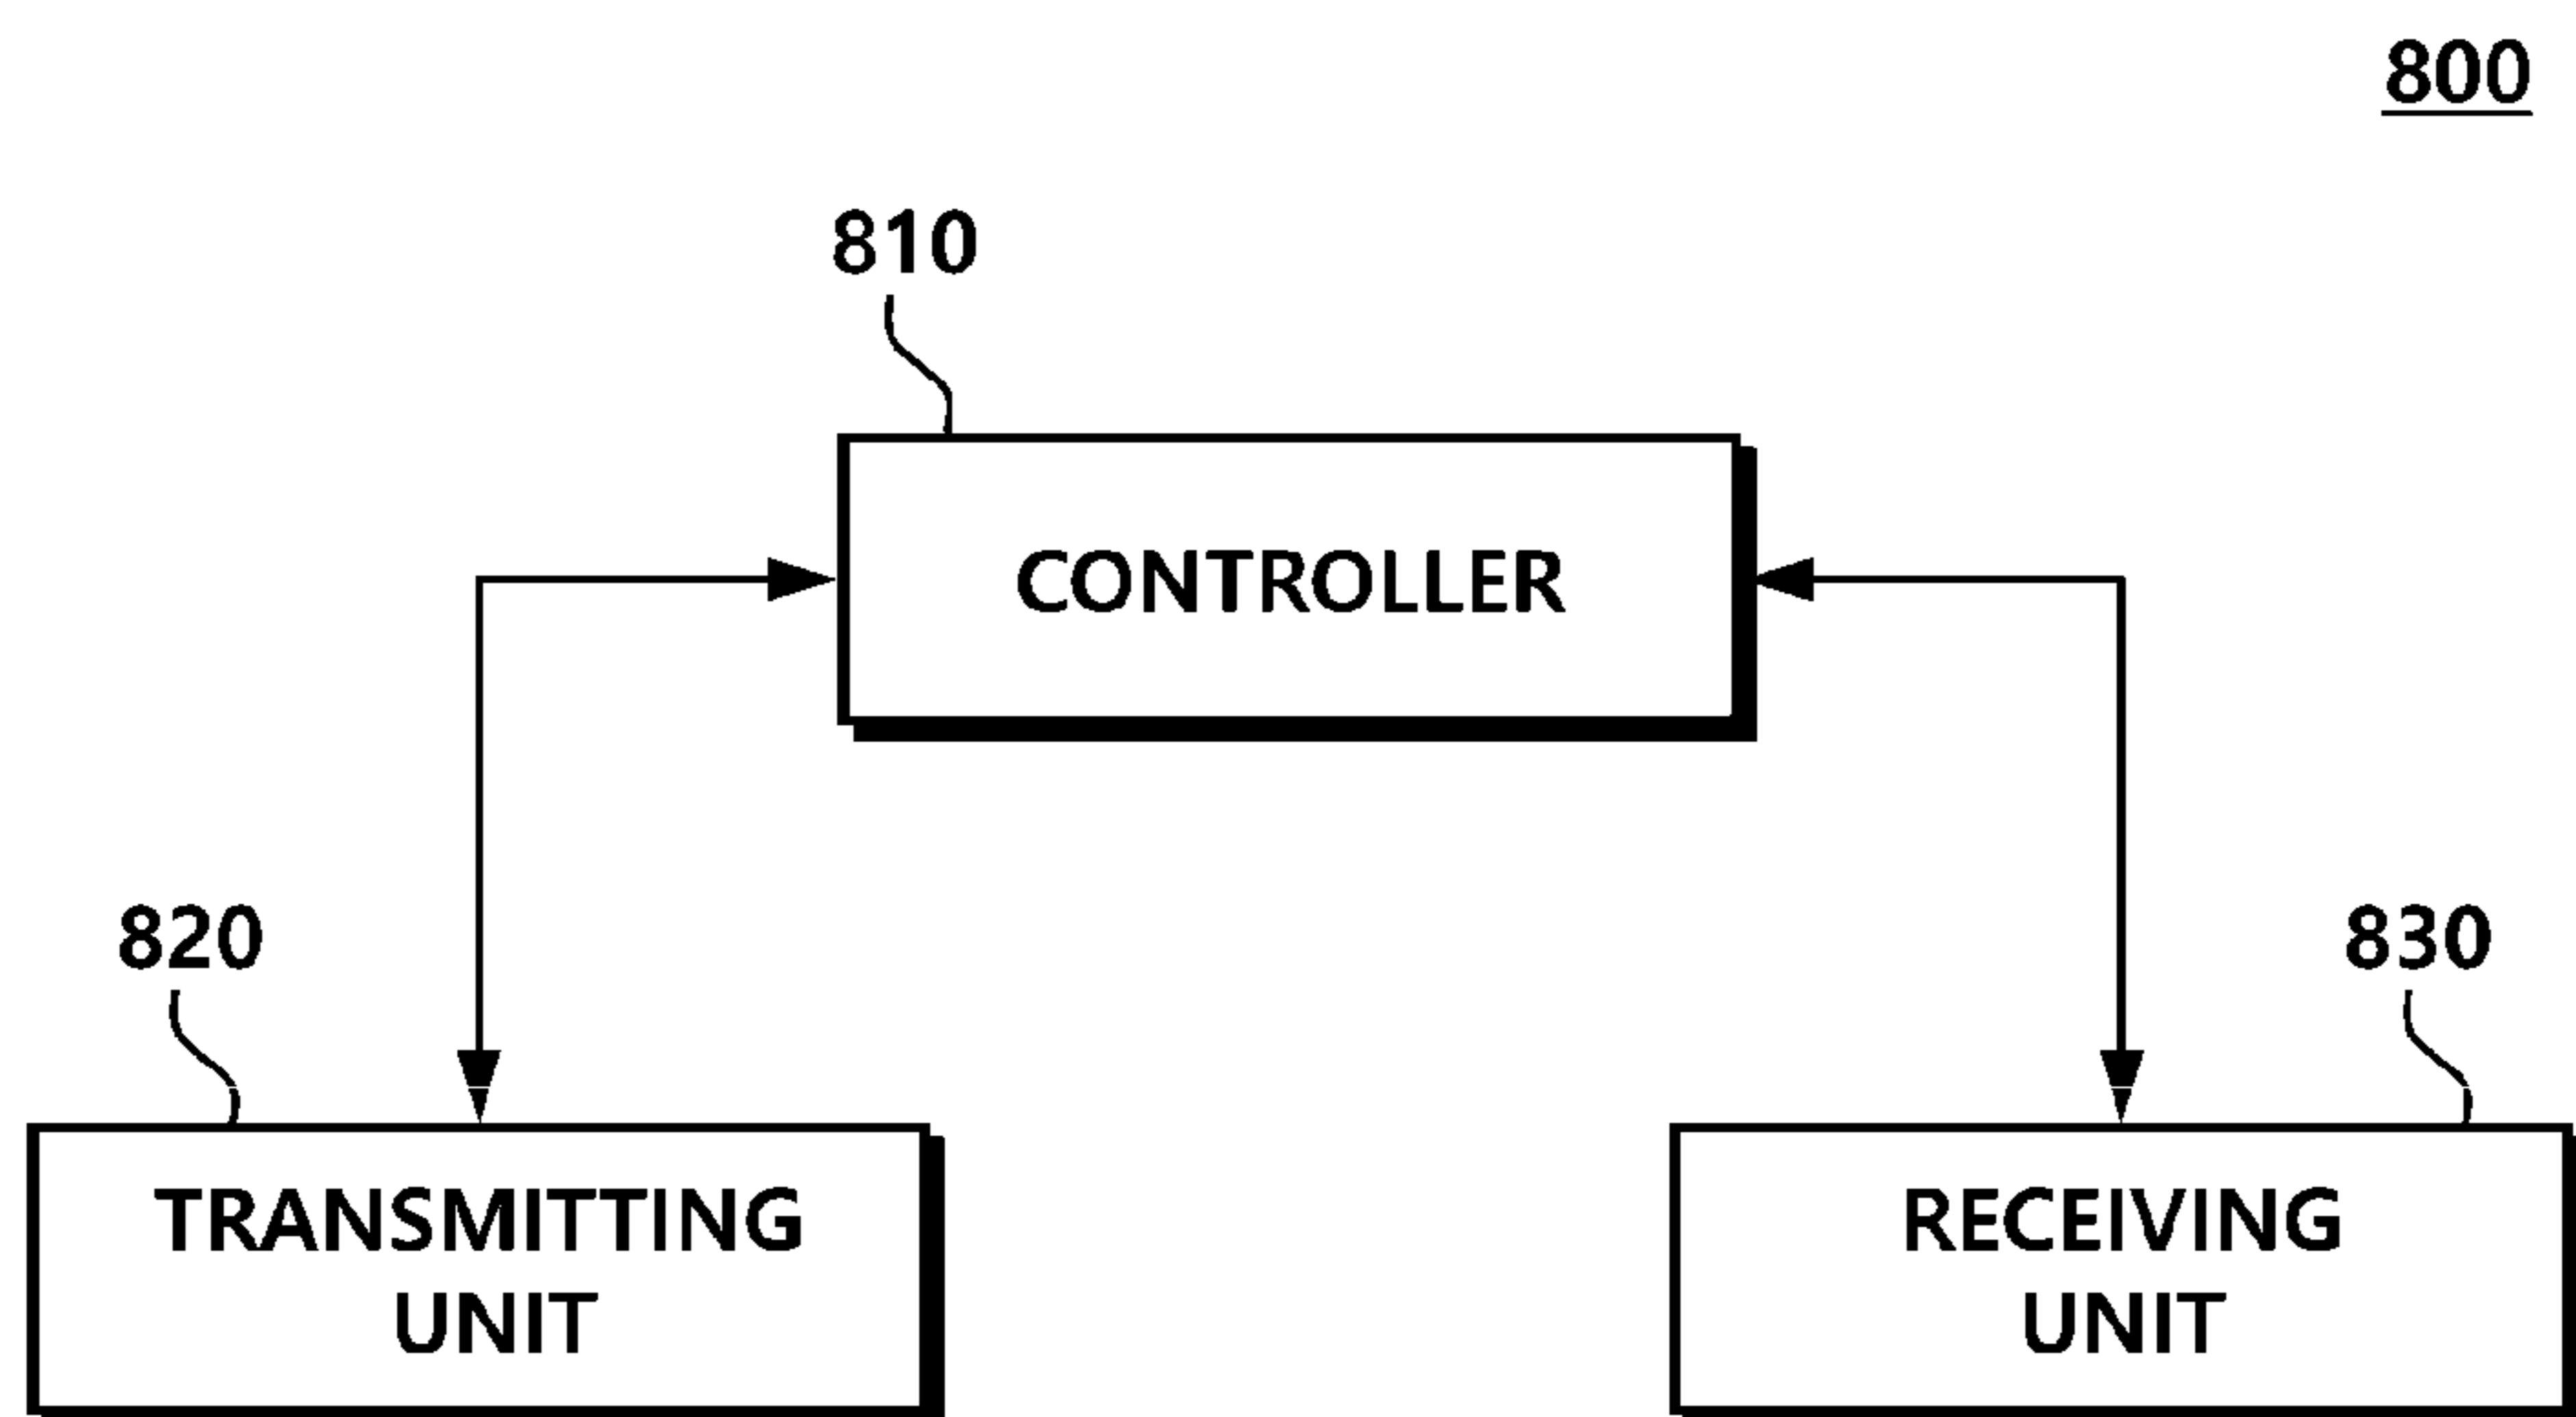 800
810
CONTROLLER
820
830
TRANSMITTING
UNIT
RECEIVING
UNIT